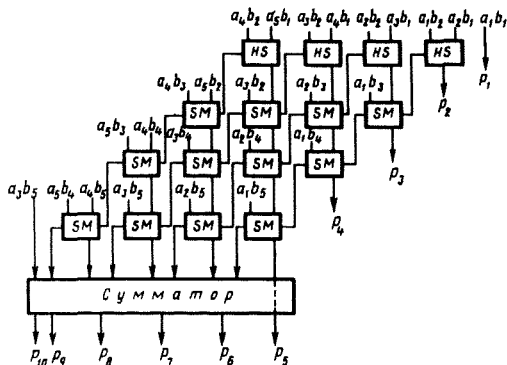 a₄b₂ a₅b₁ a₃b₂ a₄b₁ a₂b₂ a₃b₁ a₁b₂ a₂b₁ a₁b₁
HS HS HS HS
P₁
a₄b₃ a₅b₂ a₃b₂ a₂b₃ a₁b₃
P₂
SM SM SM SM
a₅b₃ a₄b₄ a₃b₄ a₂b₄ a₁b₄
P₃
SM SM SM SM
a₃b₅ a₅b₄ a₄b₅ a₃b₅ a₂b₅ a₁b₅
P₄
SM SM SM SM
Сумматор
P₁₀ P₉ P₈ P₇ P₆ P₅